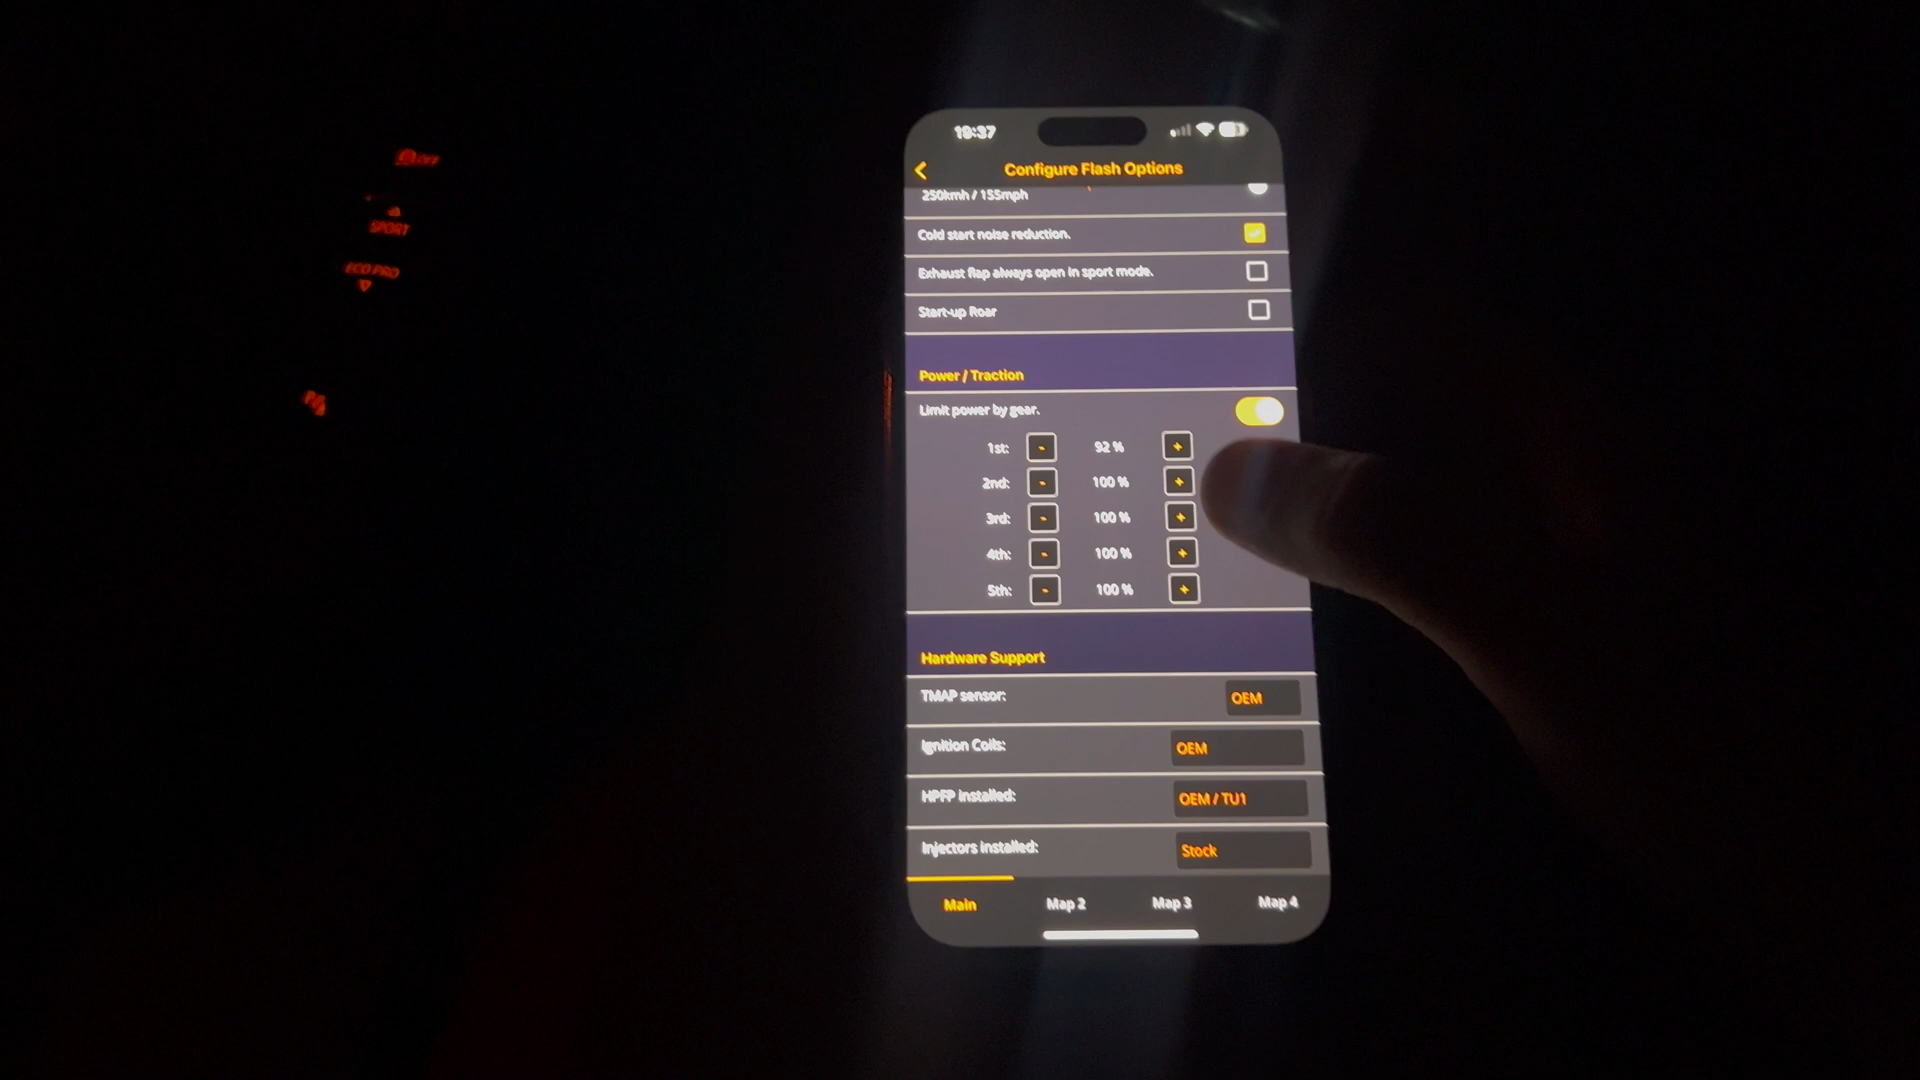 OFF
SPORT
ECO PRO
19:37
Configure Flash Options
250kmh / 155mph
Cold start noise reduction.
Exhaust flap always open in sport mode.
Start-up Roar
Power / Traction
Limit power by gear.
1st: - 92 % +
2nd: - 100 % +
3rd: - 100 % +
4th: - 100 % +
5th: - 100 % +
Hardware Support
TMAP sensor: OEM
Ignition Coils: OEM
HPFP installed: OEM / TU1
Injectors installed: Stock
Main Map 2 Map 3 Map 4